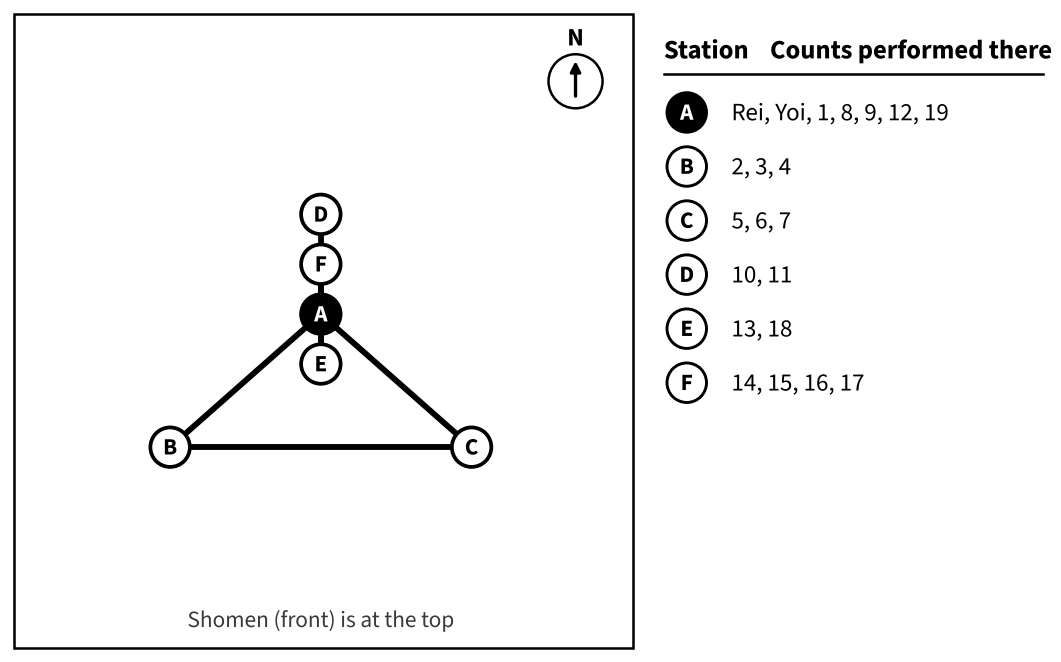 N
D
F
A
E
B
C
Shomen (front) is at the top
Station Counts performed there
A Rei, Yoi, 1, 8, 9, 12, 19
B 2, 3, 4
C 5, 6, 7
D 10, 11
E 13, 18
F 14, 15, 16, 17